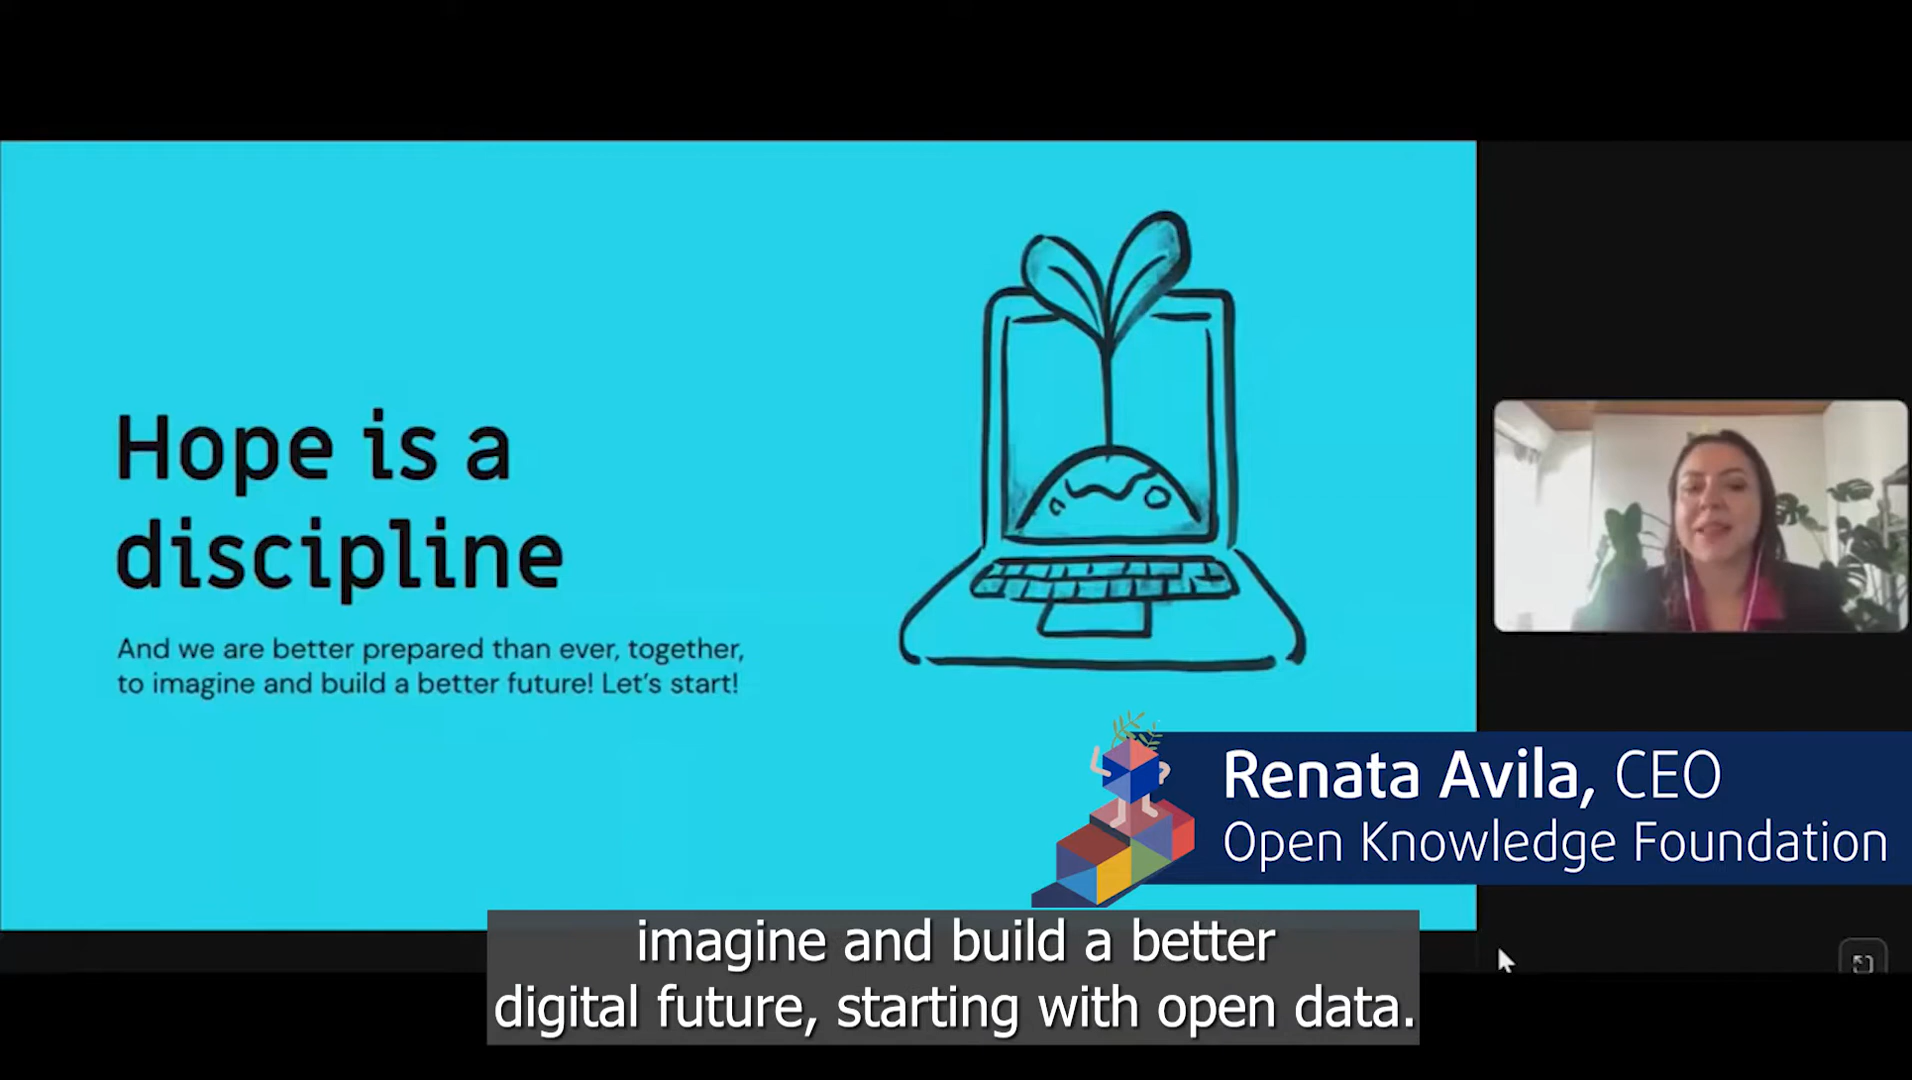 Hope is a
discipline
And we are better prepared than ever, together,
to imagine and build a better future! Let's start!
Renata Avila, CEO
Open Knowledge Foundation
imagine and build a better
digital future, starting with open data.